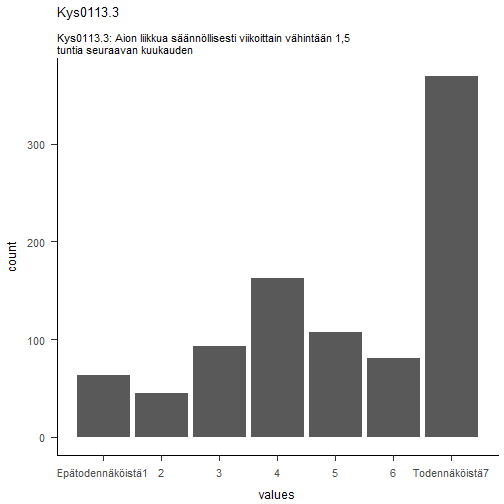 Kys0113.3
Kys0113.3: Aion liikkua säännöllisesti viikoittain vähintään 1,5
tuntia seuraavan kuukauden
300
200
100
0
count
Epätodennäköistä1 2 3 4 5 6 Todennäköistä7
values